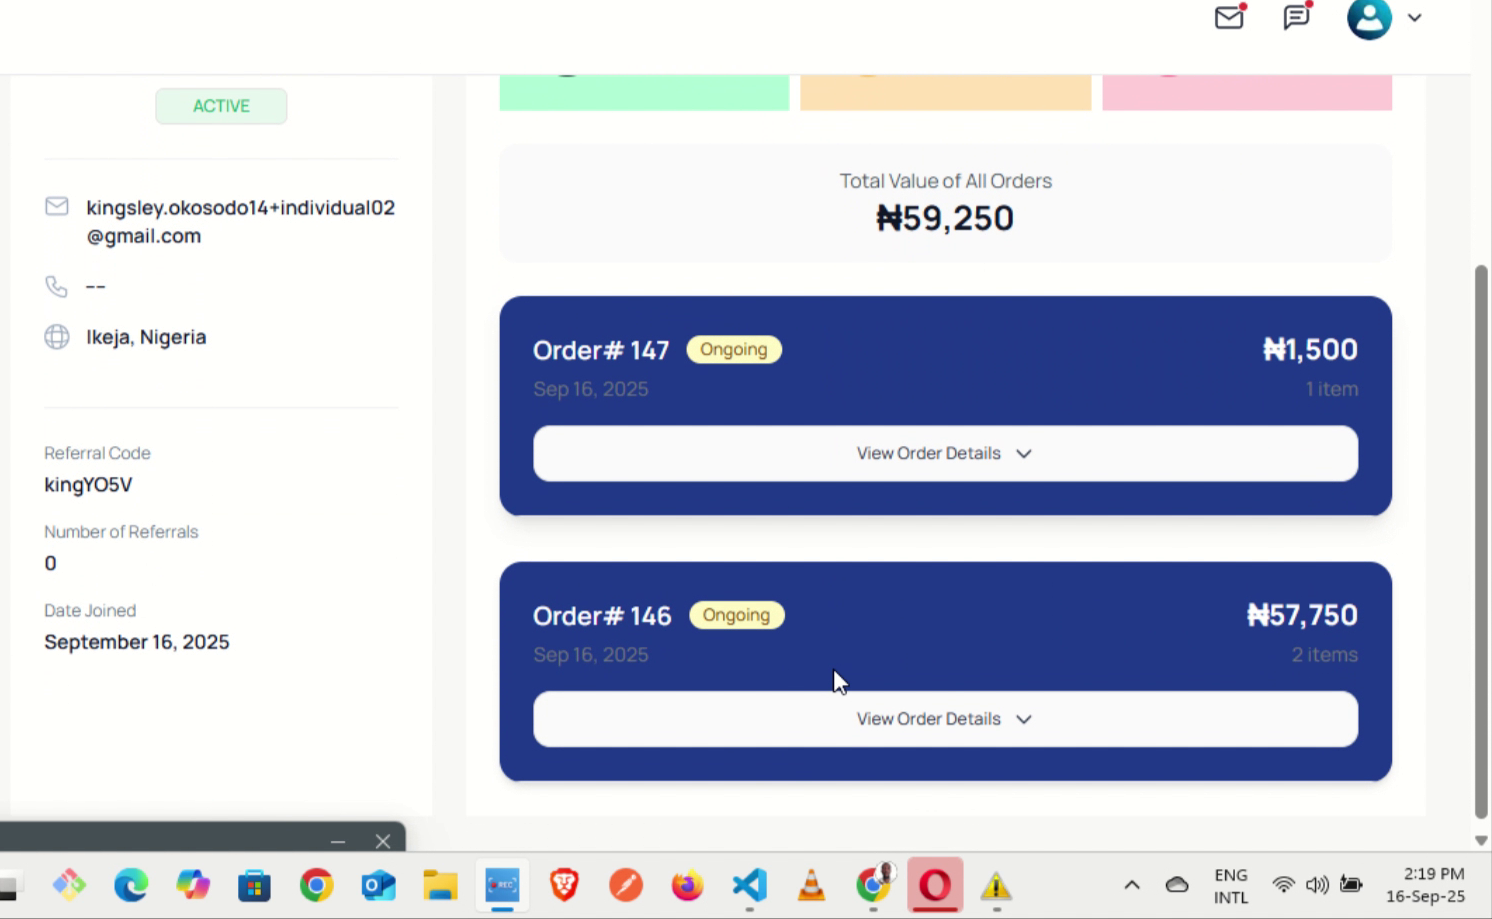 ACTIVE
kingsley.okosodo14+individual02
@gmail.com
--
Ikeja, Nigeria
Referral Code
kingYO5V
Number of Referrals
0
Date Joined
September 16, 2025
Total Value of All Orders
₦59,250
Order# 147 Ongoing ₦1,500
Sep 16, 2025 1 item
View Order Details
Order# 146 Ongoing ₦57,750
Sep 16, 2025 2 items
View Order Details
REC
ENG
INTL
2:19 PM
16-Sep-25